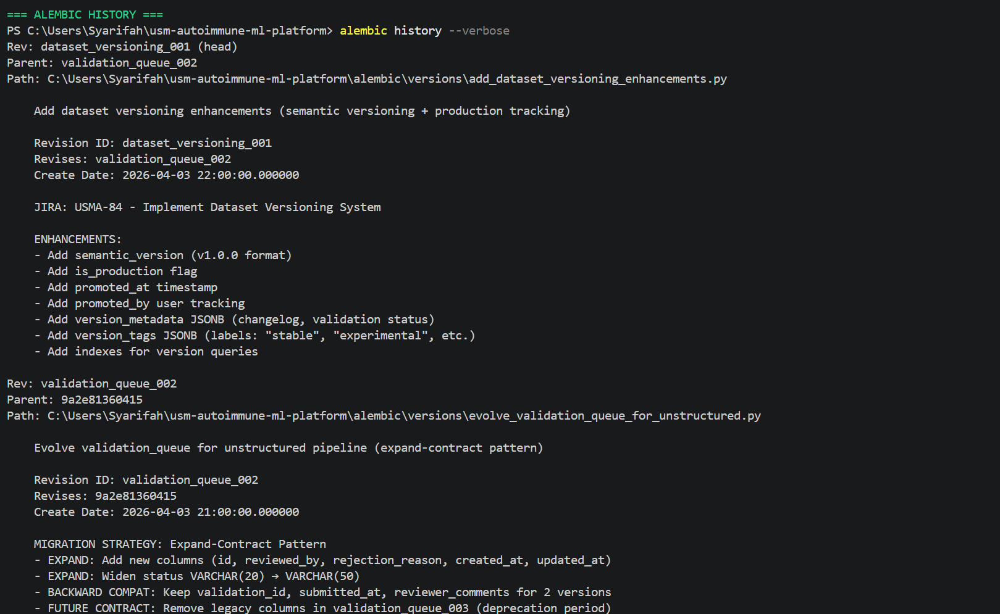 === ALEMBIC HISTORY ===
PS C:\Users\Syarifah\usm-autoimmune-ml-platform> alembic history --verbose
Rev: dataset_versioning_001 (head)
Parent: validation_queue_002
Path: C:\Users\Syarifah\usm-autoimmune-ml-platform\alembic\versions\add_dataset_versioning_enhancements.py

    Add dataset versioning enhancements (semantic versioning + production tracking)

    Revision ID: dataset_versioning_001
    Revises: validation_queue_002
    Create Date: 2026-04-03 22:00:00.000000

    JIRA: USMA-84 - Implement Dataset Versioning System

    ENHANCEMENTS:
    - Add semantic_version (v1.0.0 format)
    - Add is_production flag
    - Add promoted_at timestamp
    - Add promoted_by user tracking
    - Add version_metadata JSONB (changelog, validation status)
    - Add version_tags JSONB (labels: "stable", "experimental", etc.)
    - Add indexes for version queries

Rev: validation_queue_002
Parent: 9a2e81360415
Path: C:\Users\Syarifah\usm-autoimmune-ml-platform\alembic\versions\evolve_validation_queue_for_unstructured.py

    Evolve validation_queue for unstructured pipeline (expand-contract pattern)

    Revision ID: validation_queue_002
    Revises: 9a2e81360415
    Create Date: 2026-04-03 21:00:00.000000

    MIGRATION STRATEGY: Expand-Contract Pattern
    - EXPAND: Add new columns (id, reviewed_by, rejection_reason, created_at, updated_at)
    - EXPAND: Widen status VARCHAR(20) → VARCHAR(50)
    - BACKWARD COMPAT: Keep validation_id, submitted_at, reviewer_comments for 2 versions
    - FUTURE CONTRACT: Remove legacy columns in validation_queue_003 (deprecation period)